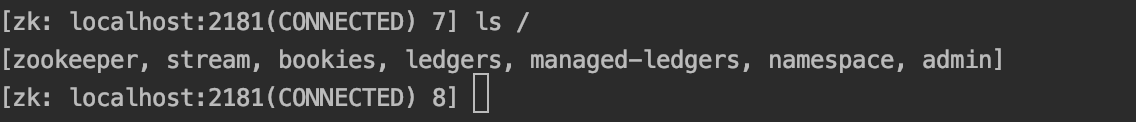 [zk: localhost:2181(CONNECTED) 7] ls /
[zookeeper, stream, bookies, ledgers, managed-ledgers, namespace, admin]
[zk: localhost:2181(CONNECTED) 8]